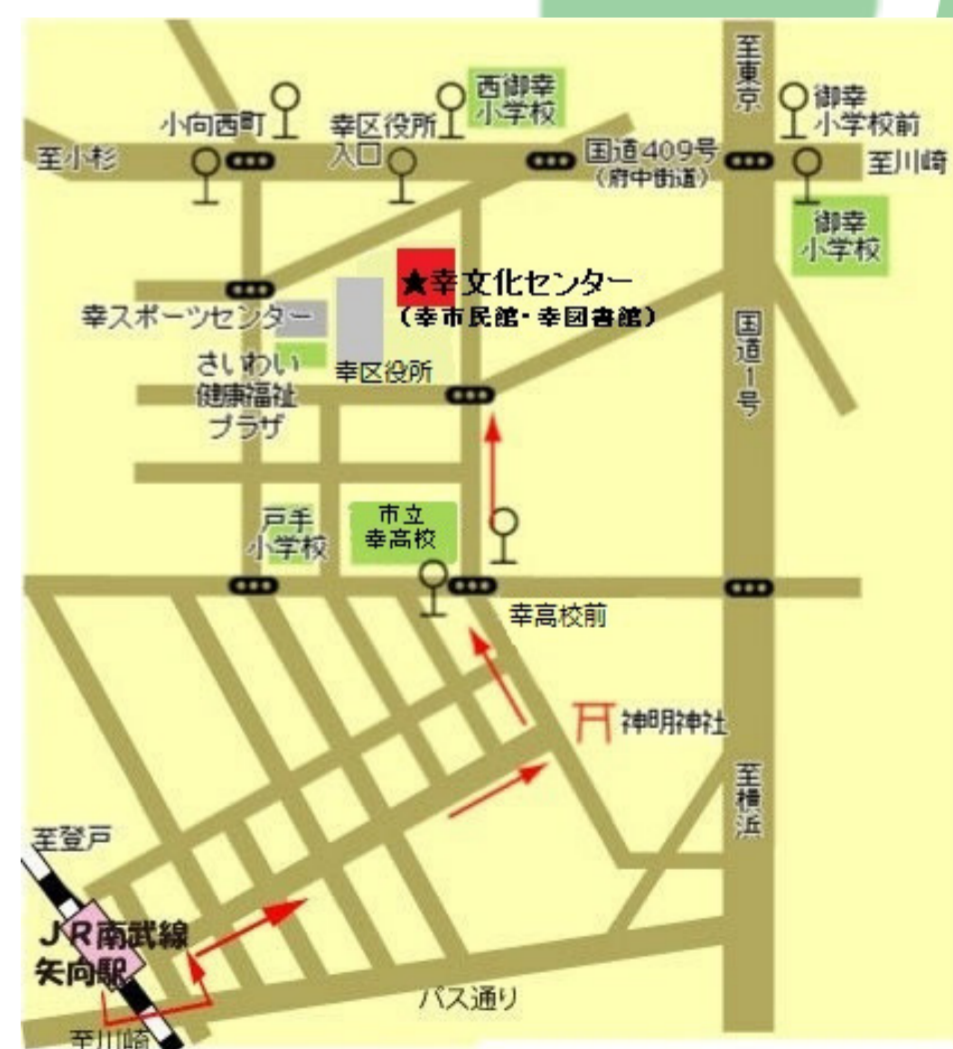 至東京
西御幸
小学校
御幸
小学校前
小向西町
幸区役所
入口
至小杉
国道409号
(府中街道)
至川崎
御幸
小学校
★幸文化センター
(幸市民館・幸図書館)
幸スポーツセンター
国道1号
さいわい
健康福祉
プラザ
幸区役所
戸手
小学校
市立
幸高校
幸高校前
神明神社
至横浜
至登戸
JR南武線
矢向駅
バス通り
至川崎